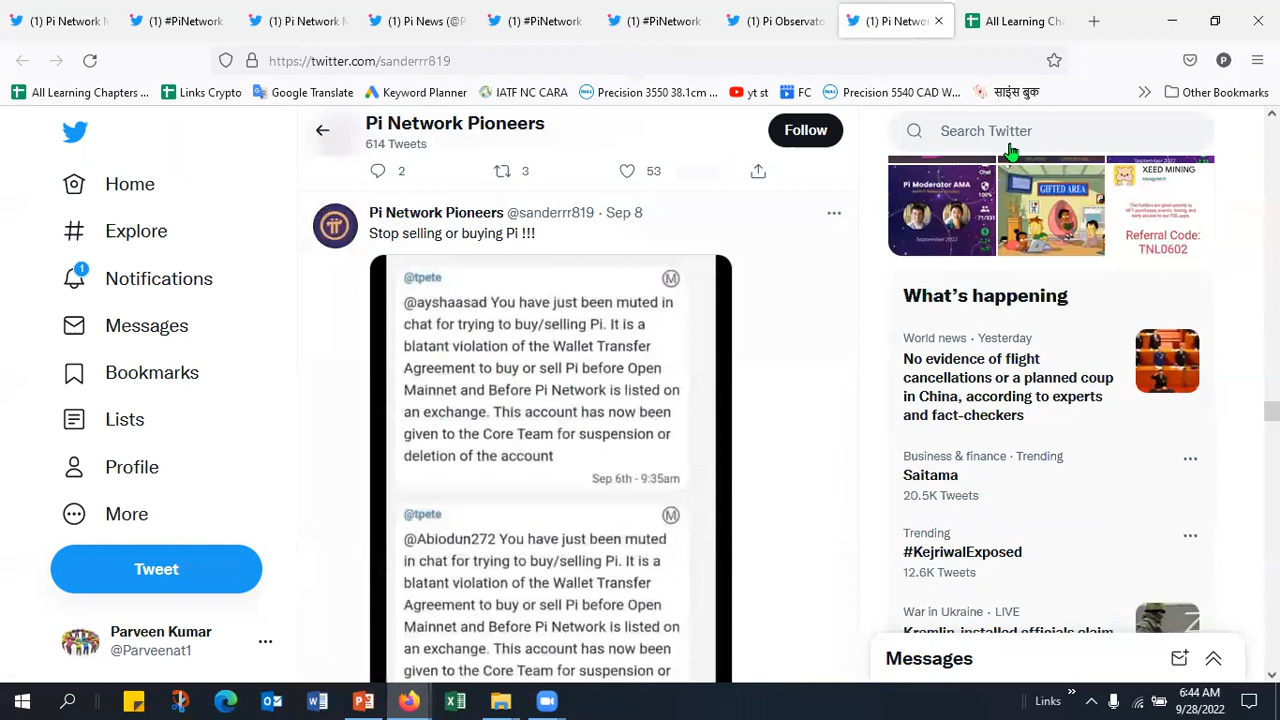 (1) Pi Network
(1) #PiNetwork
(1) Pi Network
(1) Pi News (@P
(1) #PiNetwork
(1) #PiNetwork
(1) Pi Observato
(1) Pi Networ
All Learning Cha
https://twitter.com/sanderrr819
P
All Learning Chapters ...
Links Crypto
Google Translate
Keyword Planner
IATF NC CARA
Precision 3550 38.1cm ...
yt st
FC
Precision 5540 CAD W...
साइंस बुक
Other Bookmarks
Home
Explore
1
Notifications
Messages
Bookmarks
Lists
Profile
More
Tweet
Parveen Kumar
@Parveenat1
Pi Network Pioneers
614 Tweets
Follow
2
3
53
Pi Network Pioneers @sanderrr819 · Sep 8
Stop selling or buying Pi !!!
@tpete
M
@ayshaasad You have just been muted in
chat for trying to buy/selling Pi. It is a
blatant violation of the Wallet Transfer
Agreement to buy or sell Pi before Open
Mainnet and Before Pi Network is listed on
an exchange. This account has now been
given to the Core Team for suspension or
deletion of the account
Sep 6th - 9:35am
@tpete
M
@Abiodun272 You have just been muted
in chat for trying to buy/selling Pi. It is a
blatant violation of the Wallet Transfer
Agreement to buy or sell Pi before Open
Mainnet and Before Pi Network is listed on
an exchange. This account has now been
given to the Core Team for suspension or
Search Twitter
Pi Moderator AMA
September 2022
Chat
100%
GIFTED AREA
September 2022
XEED MINING
Referral Code:
TNL0602
What's happening
World news · Yesterday
No evidence of flight
cancellations or a planned coup
in China, according to experts
and fact-checkers
Business & finance · Trending
Saitama
20.5K Tweets
Trending
#KejriwalExposed
12.6K Tweets
War in Ukraine · LIVE
Kremlin-installed officials claim
Messages
Links
6:44 AM
9/28/2022